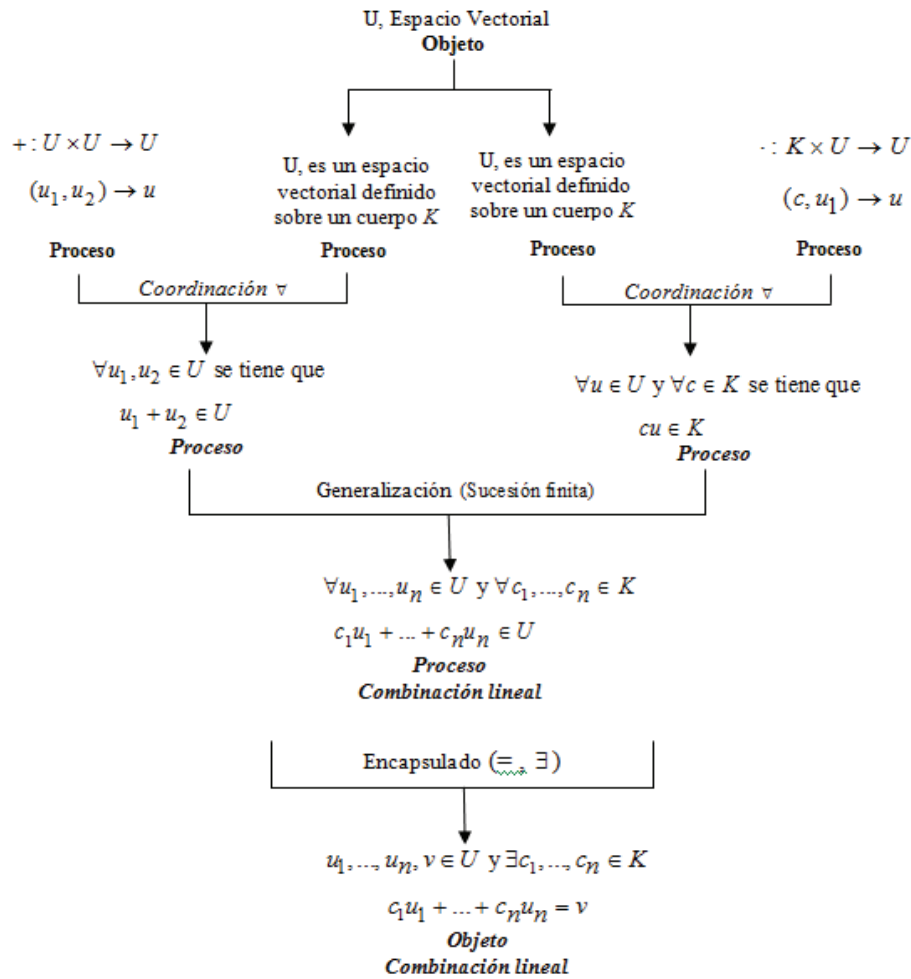 U, Espacio Vectorial
Objeto
+ : U × U → U
(u₁, u₂) → u
Proceso
U, es un espacio
vectorial definido
sobre un cuerpo K
Proceso
U, es un espacio
vectorial definido
sobre un cuerpo K
Proceso
· : K × U → U
(c, u₁) → u
Proceso
Coordinación ∀
Coordinación ∀
∀u₁, u₂ ∈ U se tiene que
u₁ + u₂ ∈ U
Proceso
∀u ∈ U y ∀c ∈ K se tiene que
cu ∈ K
Proceso
Generalización (Sucesión finita)
∀u₁, ..., uₙ ∈ U y ∀c₁, ..., cₙ ∈ K
c₁u₁ + ... + cₙuₙ ∈ U
Proceso
Combinación lineal
Encapsulado (= , ∃ )
u₁, ..., uₙ, v ∈ U y ∃c₁, ..., cₙ ∈ K
c₁u₁ + ... + cₙuₙ = v
Objeto
Combinación lineal